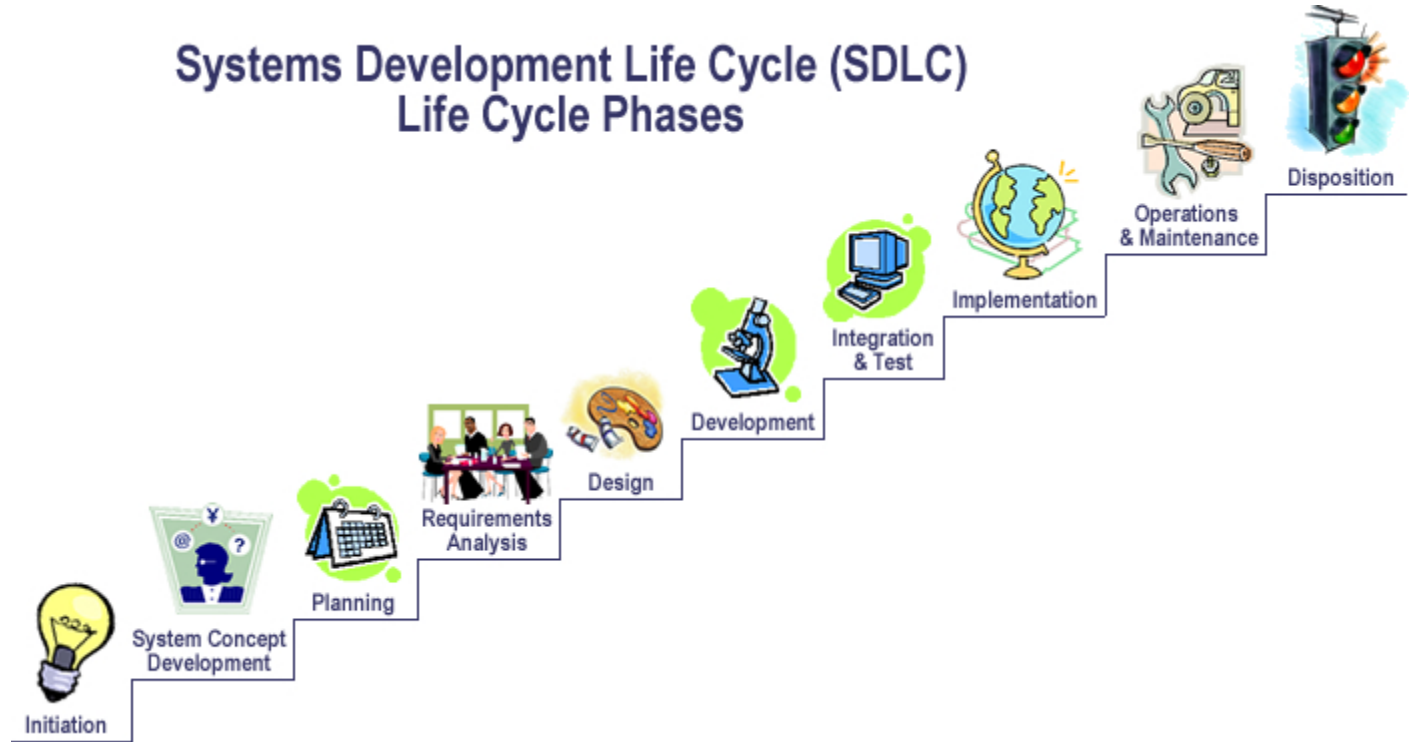 Systems Development Life Cycle (SDLC)
Life Cycle Phases
Initiation
@
¥
?
System Concept
Development
Planning
Requirements
Analysis
Design
Development
Integration
& Test
Implementation
Operations
& Maintenance
Disposition